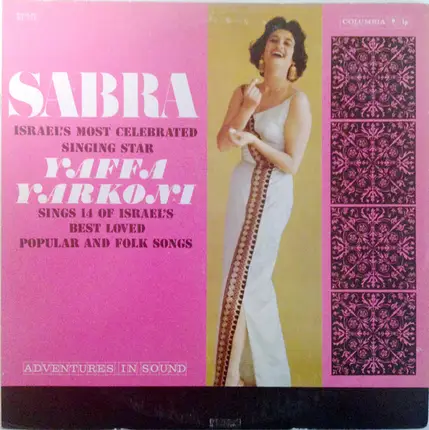 COLUMBIA
SABRA
ISRAEL'S MOST CELEBRATED
SINGING STAR
YAFFA
YARKONI
SINGS 14 OF ISRAEL'S
BEST LOVED
POPULAR AND FOLK SONGS
ADVENTURES IN SOUND